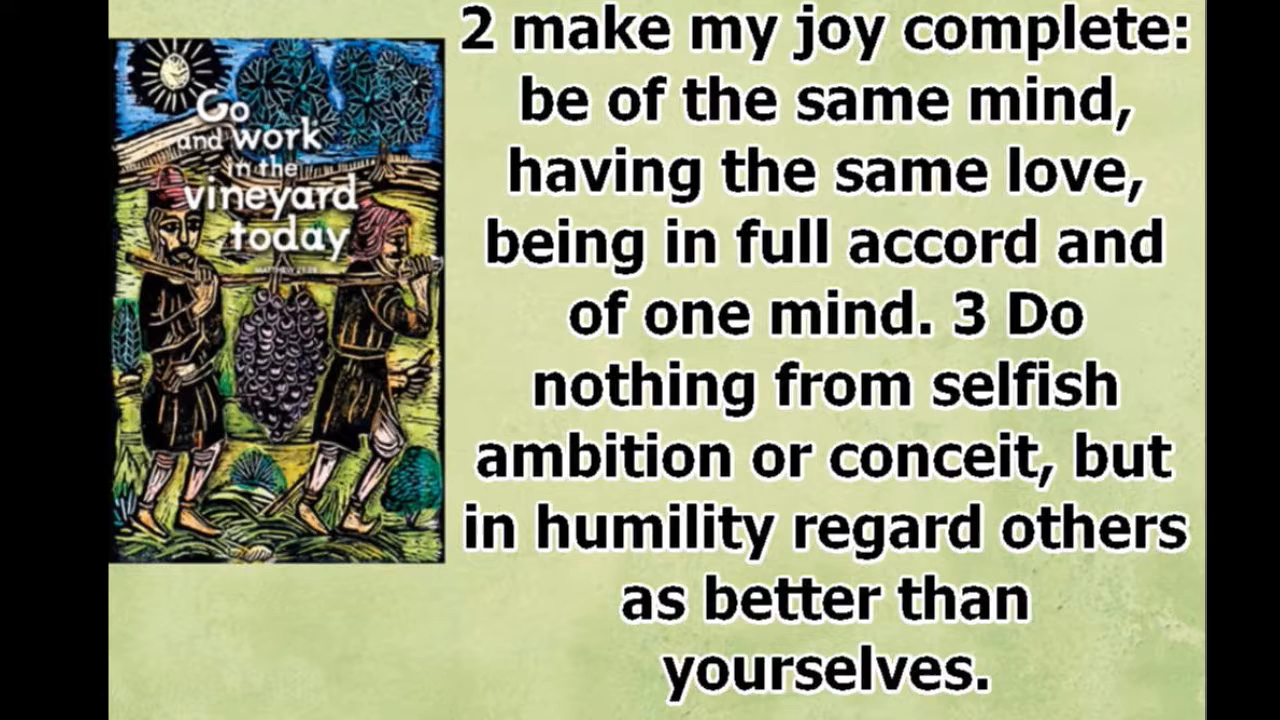 Go
and work
in the
vineyard
today
2 make my joy complete:
be of the same mind,
having the same love,
being in full accord and
of one mind. 3 Do
nothing from selfish
ambition or conceit, but
in humility regard others
as better than
yourselves.